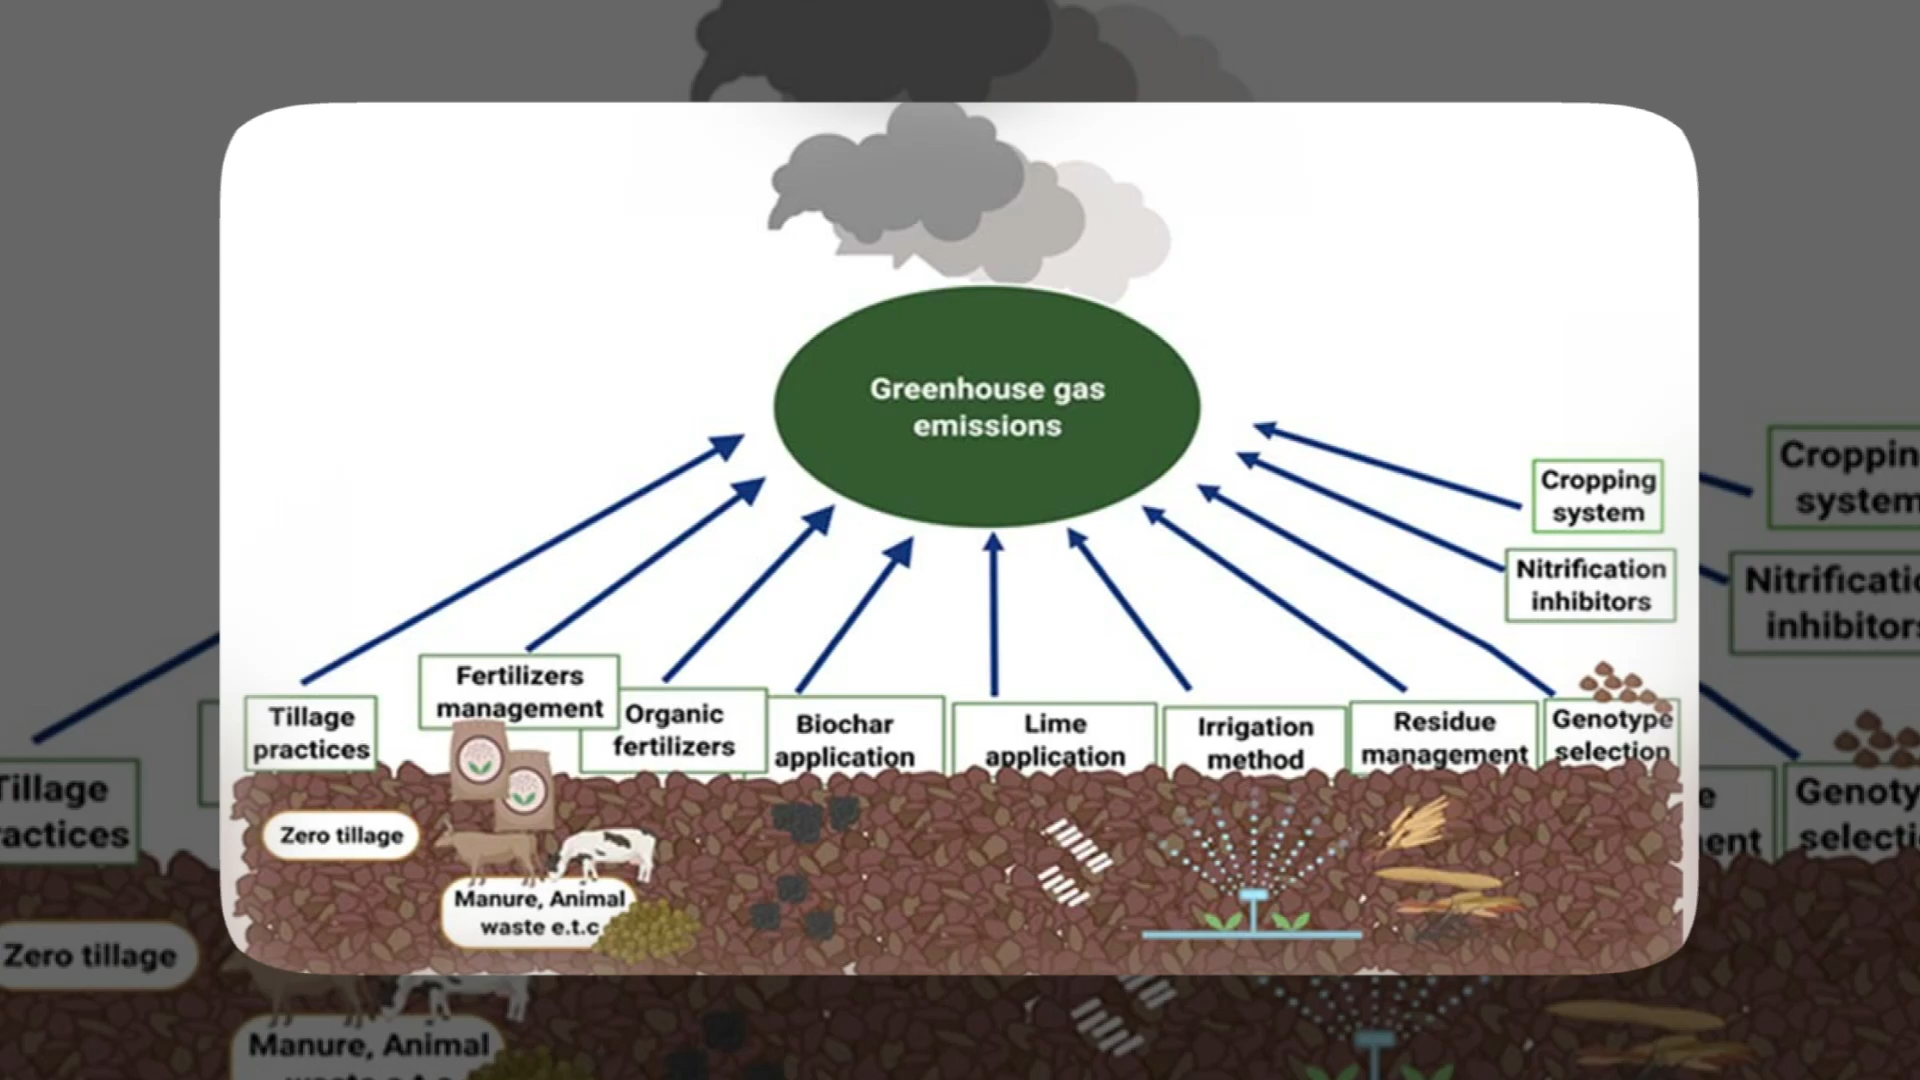 Greenhouse gas
emissions
Cropping
system
Nitrification
inhibitors
Tillage
practices
Fertilizers
management
Organic
fertilizers
Biochar
application
Lime
application
Irrigation
method
Residue
management
Genotype
selection
Zero tillage
Manure, Animal
waste e.t.c